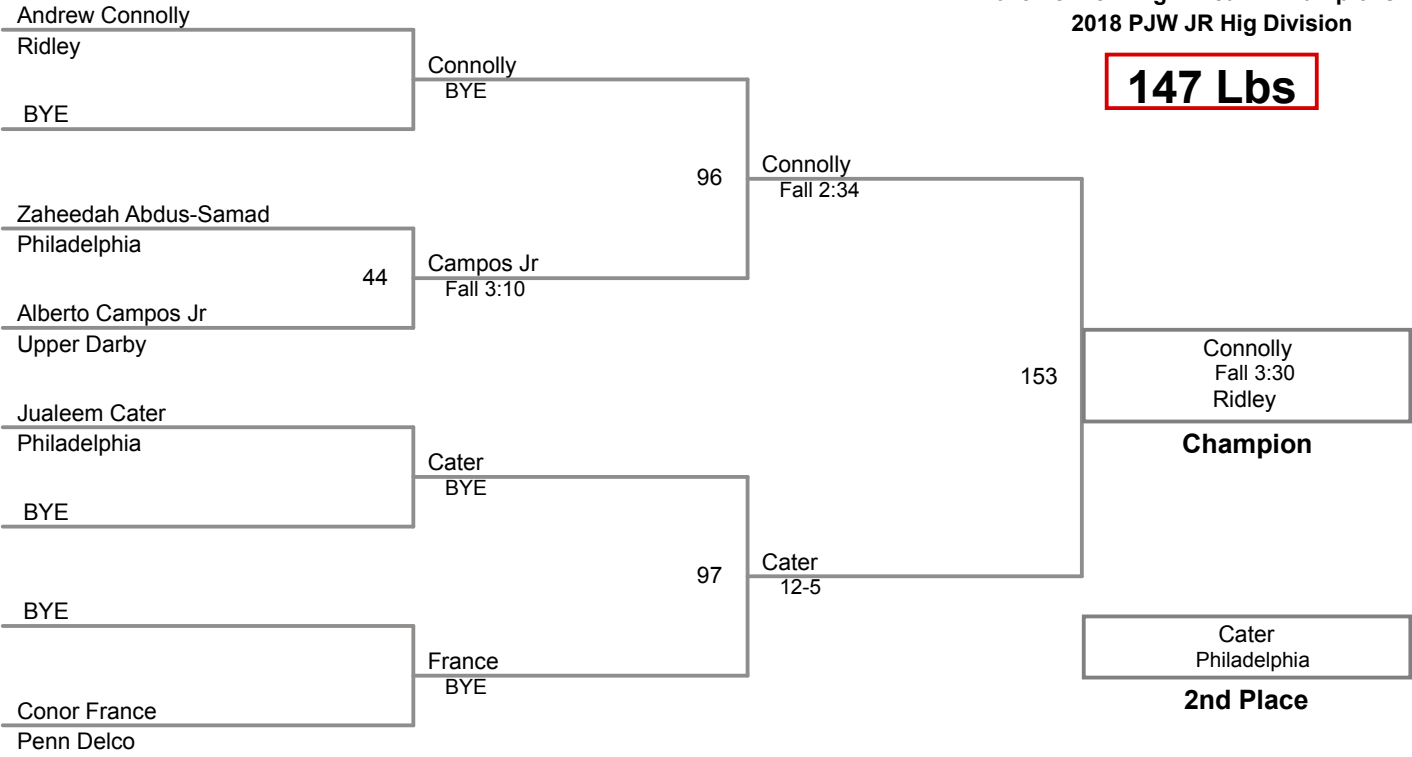 2018 PJW JR Hig Division
147 Lbs
Andrew Connolly
Ridley
BYE
Connolly
BYE
Zaheedah Abdus-Samad
Philadelphia
44
Alberto Campos Jr
Upper Darby
Campos Jr
Fall 3:10
96
Connolly
Fall 2:34
Jualeem Cater
Philadelphia
BYE
Cater
BYE
BYE
Conor France
Penn Delco
France
BYE
97
Cater
12-5
153
Connolly
Fall 3:30
Ridley
Champion
Cater
Philadelphia
2nd Place